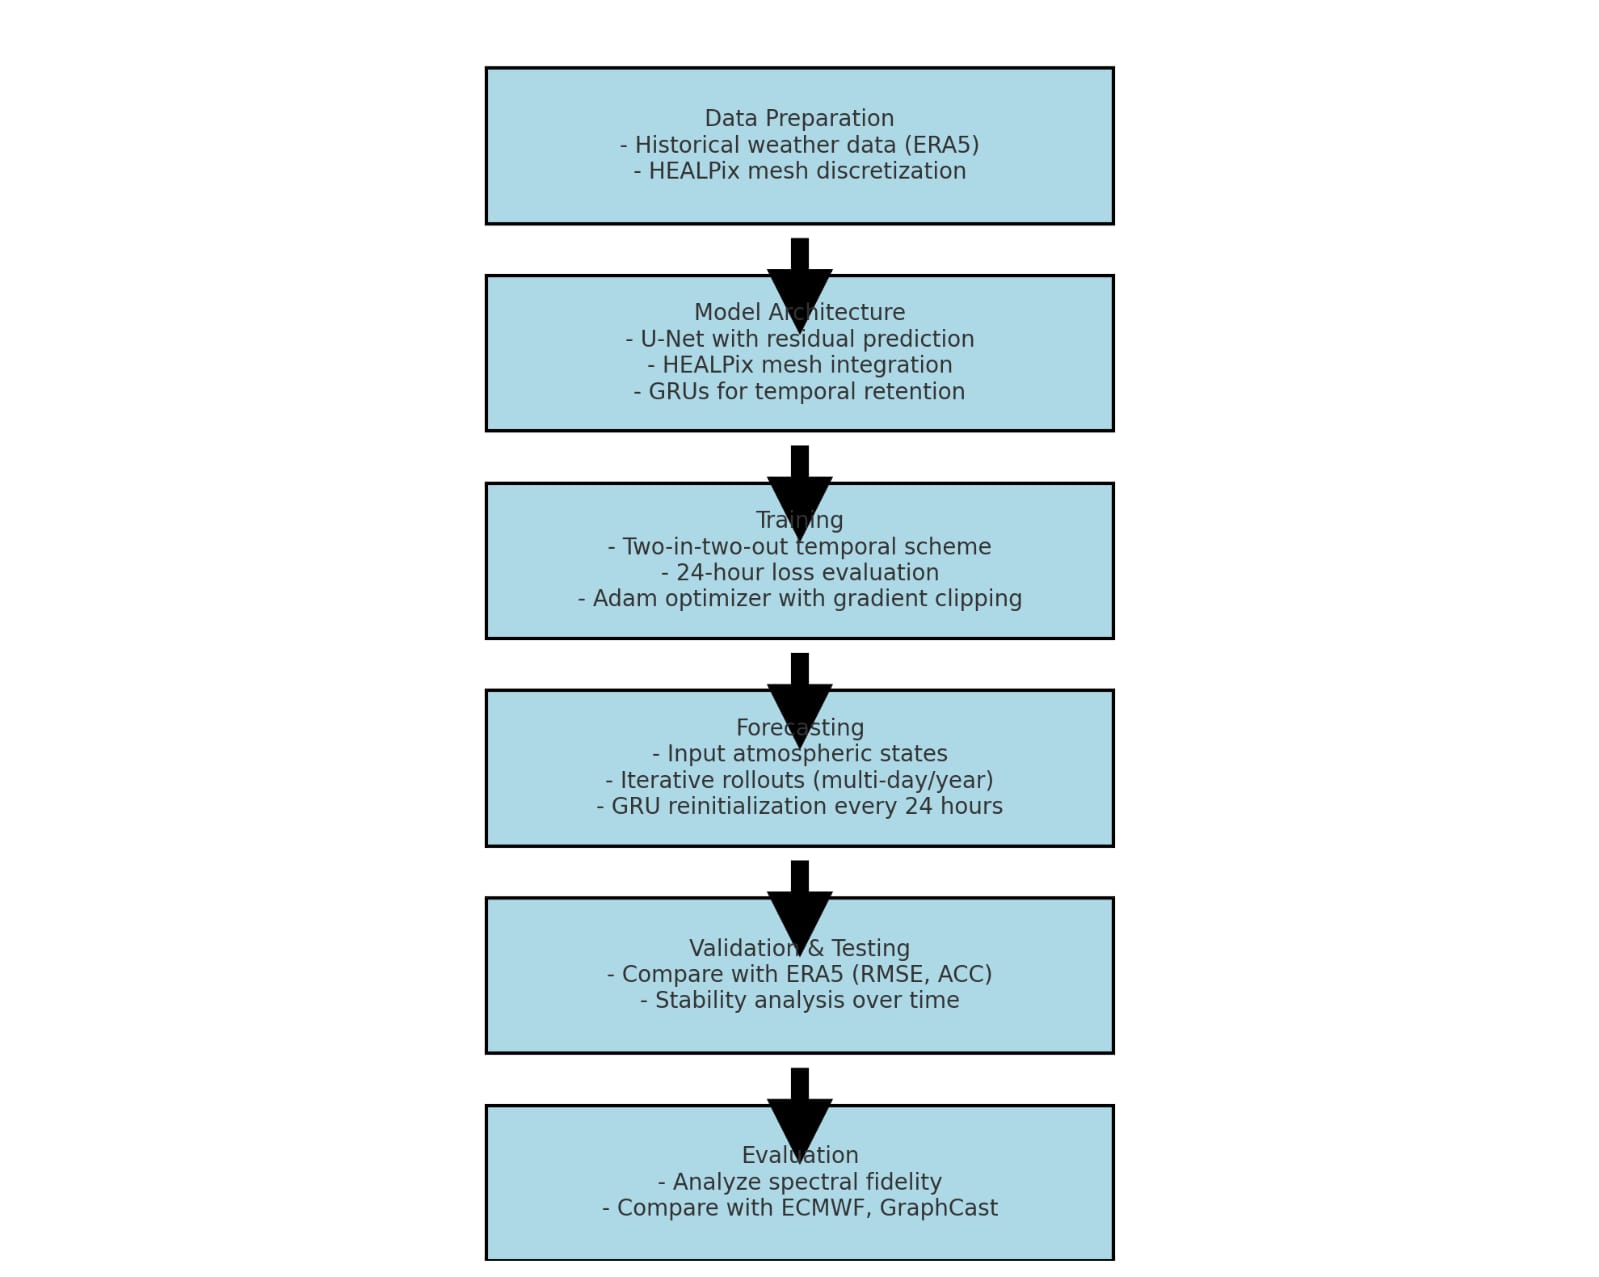 Data Preparation
- Historical weather data (ERA5)
- HEALPix mesh discretization
Model Architecture
- U-Net with residual prediction
- HEALPix mesh integration
- GRUs for temporal retention
Training
- Two-in-two-out temporal scheme
- 24-hour loss evaluation
- Adam optimizer with gradient clipping
Forecasting
- Input atmospheric states
- Iterative rollouts (multi-day/year)
- GRU reinitialization every 24 hours
Validation & Testing
- Compare with ERA5 (RMSE, ACC)
- Stability analysis over time
Evaluation
- Analyze spectral fidelity
- Compare with ECMWF, GraphCast